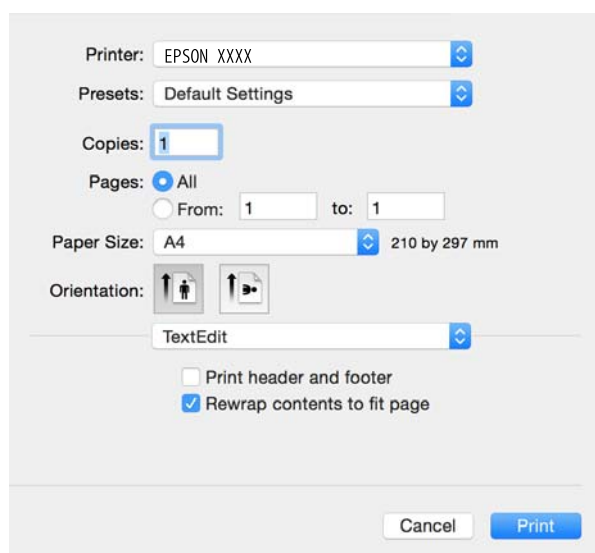 Printer: EPSON XXXX
Presets: Default Settings
Copies: 1
Pages: All
From: 1 to: 1
Paper Size: A4 210 by 297 mm
Orientation:
TextEdit
Print header and footer
Rewrap contents to fit page
Cancel Print